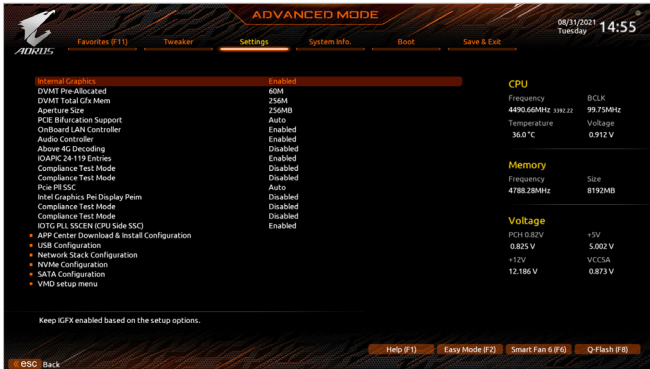 ADVANCED MODE
08/31/2021 Tuesday 14:55
AORUS
Favorites (F11) Tweaker Settings System Info. Boot Save & Exit
Internal Graphics Enabled
DVMT Pre-Allocated 60M
DVMT Total Gfx Mem 256M
Aperture Size 256MB
PCIE Bifurcation Support Auto
OnBoard LAN Controller Enabled
Audio Controller Enabled
Above 4G Decoding Disabled
IOAPIC 24-119 Entries Enabled
Compliance Test Mode Disabled
Compliance Test Mode Disabled
Pcie Pll SSC Auto
Intel Graphics Pei Display Peim Disabled
Compliance Test Mode Disabled
Compliance Test Mode Disabled
IOTG PLL SSCEN (CPU Side SSC) Enabled
APP Center Download & Install Configuration
USB Configuration
Network Stack Configuration
NVMe Configuration
SATA Configuration
VMD setup menu
CPU
Frequency BCLK
4490.66MHz 3392.22 99.75MHz
Temperature Voltage
36.0 °C 0.912 V
Memory
Frequency Size
4788.28MHz 8192MB
Voltage
PCH 0.82V +5V
0.825 V 5.002 V
+12V VCCSA
12.186 V 0.873 V
Keep IGFX enabled based on the setup options.
Help (F1) Easy Mode (F2) Smart Fan 6 (F6) Q-Flash (F8)
esc Back